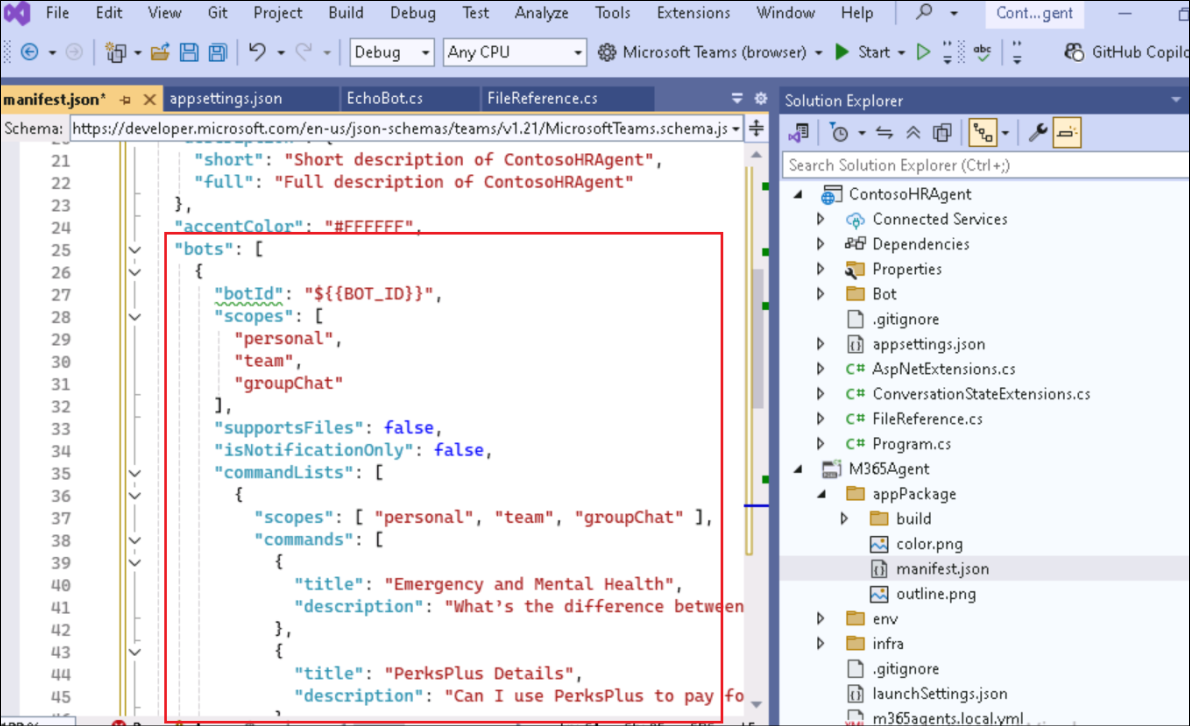 File Edit View Git Project Build Debug Test Analyze Tools Extensions Window Help Cont...gent
Debug Any CPU Microsoft Teams (browser) Start abc GitHub Copilo
manifest.json* appsettings.json EchoBot.cs FileReference.cs
Schema: https://developer.microsoft.com/en-us/json-schemas/teams/v1.21/MicrosoftTeams.schema.js
21 "short": "Short description of ContosoHRAgent",
22 "full": "Full description of ContosoHRAgent"
23 },
24 "accentColor": "#FFFFFF",
25 "bots": [
26 {
27 "botId": "${{BOT_ID}}",
28 "scopes": [
29 "personal",
30 "team",
31 "groupChat"
32 ],
33 "supportsFiles": false,
34 "isNotificationOnly": false,
35 "commandLists": [
36 {
37 "scopes": [ "personal", "team", "groupChat" ],
38 "commands": [
39 {
40 "title": "Emergency and Mental Health",
41 "description": "What's the difference between
42 },
43 {
44 "title": "PerksPlus Details",
45 "description": "Can I use PerksPlus to pay fo
Solution Explorer
Search Solution Explorer (Ctrl+;)
ContosoHRAgent
Connected Services
Dependencies
Properties
Bot
.gitignore
appsettings.json
C# AspNetExtensions.cs
C# ConversationStateExtensions.cs
C# FileReference.cs
C# Program.cs
M365Agent
appPackage
build
color.png
manifest.json
outline.png
env
infra
.gitignore
launchSettings.json
m365agents.local.yml